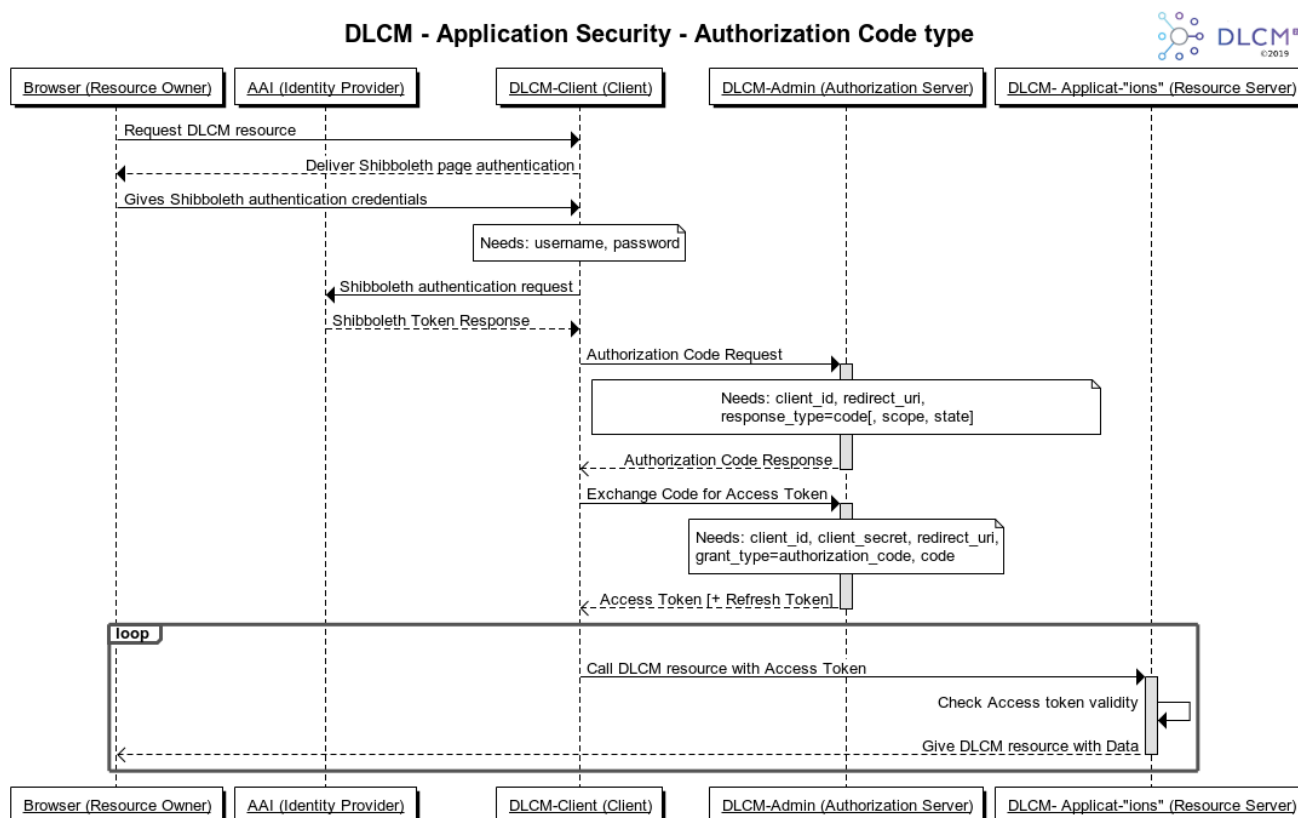 DLCM - Application Security - Authorization Code type
DLCM
©2019
Browser (Resource Owner)
AAI (Identity Provider)
DLCM-Client (Client)
DLCM-Admin (Authorization Server)
DLCM- Applicat-"ions" (Resource Server)
Request DLCM resource
Deliver Shibboleth page authentication
Gives Shibboleth authentication credentials
Needs: username, password
Shibboleth authentication request
Shibboleth Token Response
Authorization Code Request
Needs: client_id, redirect_uri,
response_type=code[, scope, state]
Authorization Code Response
Exchange Code for Access Token
Needs: client_id, client_secret, redirect_uri,
grant_type=authorization_code, code
Access Token [+ Refresh Token]
loop
Call DLCM resource with Access Token
Check Access token validity
Give DLCM resource with Data
Browser (Resource Owner)
AAI (Identity Provider)
DLCM-Client (Client)
DLCM-Admin (Authorization Server)
DLCM- Applicat-"ions" (Resource Server)